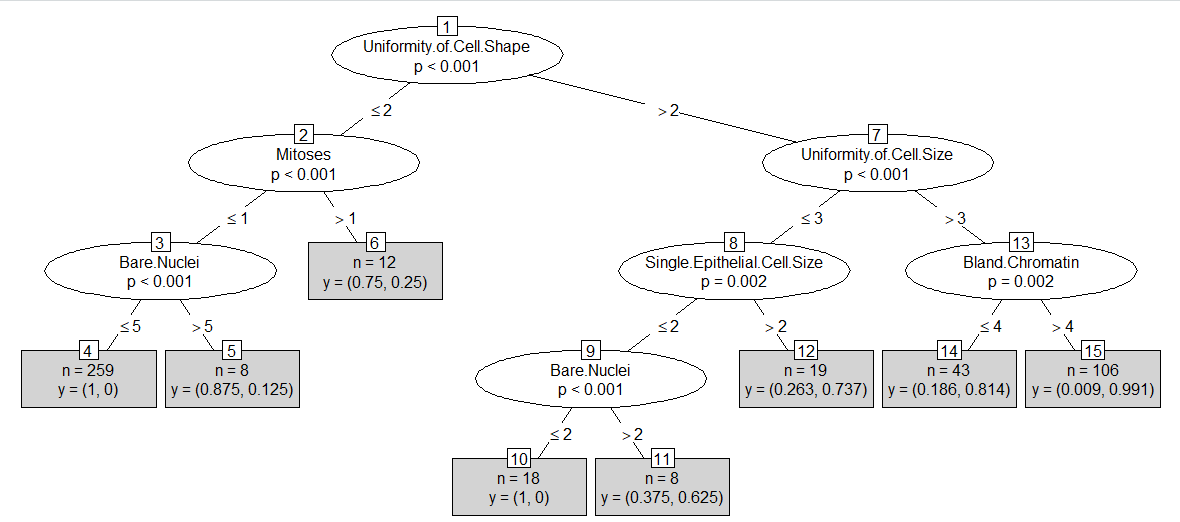 1
Uniformity.of.Cell.Shape
p < 0.001
≤ 2
> 2
2
Mitoses
p < 0.001
7
Uniformity.of.Cell.Size
p < 0.001
≤ 1
> 1
≤ 3
> 3
3
Bare.Nuclei
p < 0.001
6
n = 12
y = (0.75, 0.25)
8
Single.Epithelial.Cell.Size
p = 0.002
13
Bland.Chromatin
p = 0.002
≤ 5
> 5
≤ 2
> 2
≤ 4
> 4
4
n = 259
y = (1, 0)
5
n = 8
y = (0.875, 0.125)
9
Bare.Nuclei
p < 0.001
12
n = 19
y = (0.263, 0.737)
14
n = 43
y = (0.186, 0.814)
15
n = 106
y = (0.009, 0.991)
≤ 2
> 2
10
n = 18
y = (1, 0)
11
n = 8
y = (0.375, 0.625)